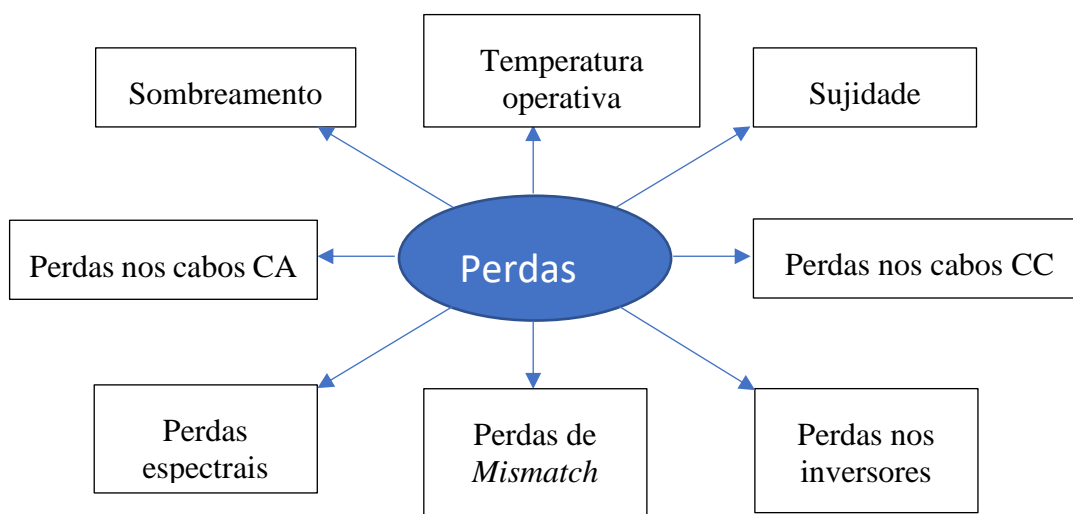 Sombreamento
Temperatura
operativa
Sujidade
Perdas nos cabos CA
Perdas
Perdas nos cabos CC
Perdas
espectrais
Perdas de
Mismatch
Perdas nos
inversores